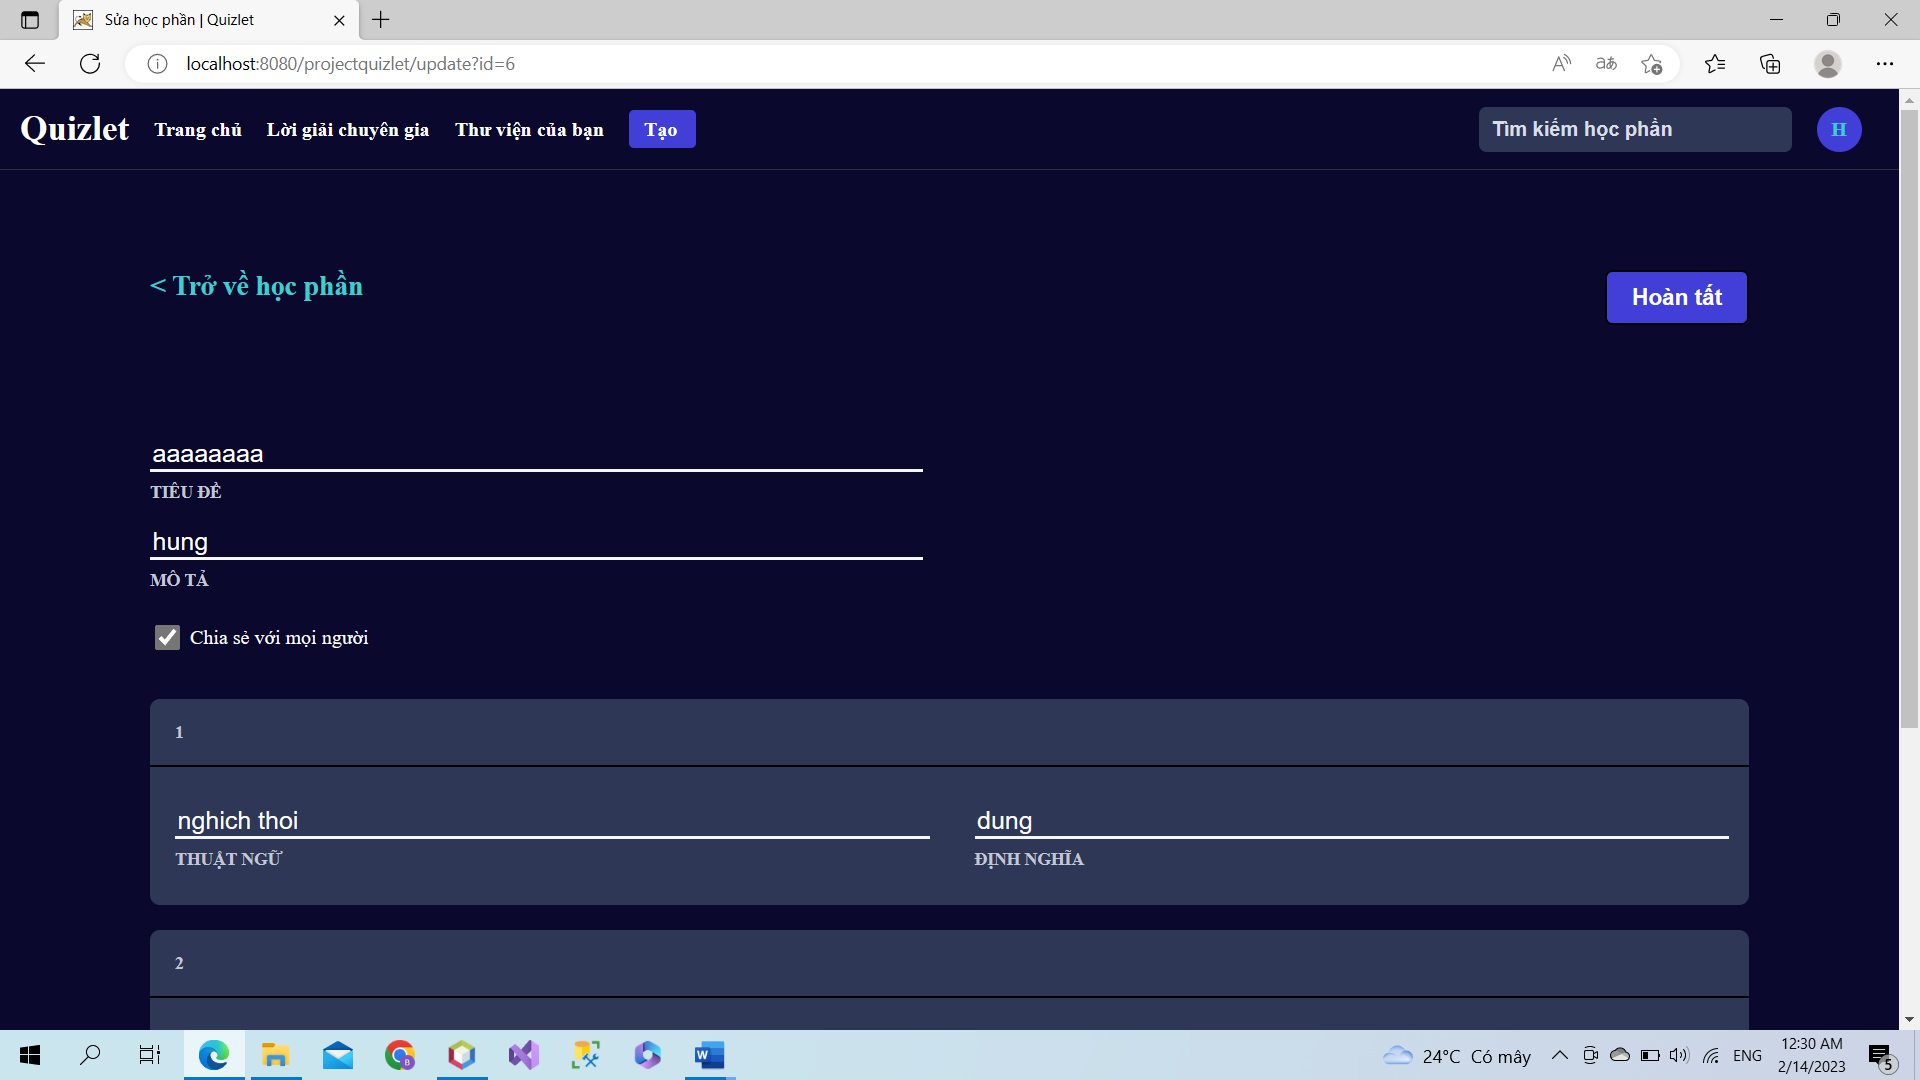 Sửa học phần | Quizlet
localhost:8080/projectquizlet/update?id=6
Quizlet Trang chủ Lời giải chuyên gia Thư viện của bạn Tạo Tìm kiếm học phần H
< Trở về học phần
Hoàn tất
aaaaaaaa
TIÊU ĐỀ
hung
MÔ TẢ
Chia sẻ với mọi người
1
nghich thoi dung
THUẬT NGỮ ĐỊNH NGHĨA
2
24°C Có mây ENG
12:30 AM
2/14/2023
5